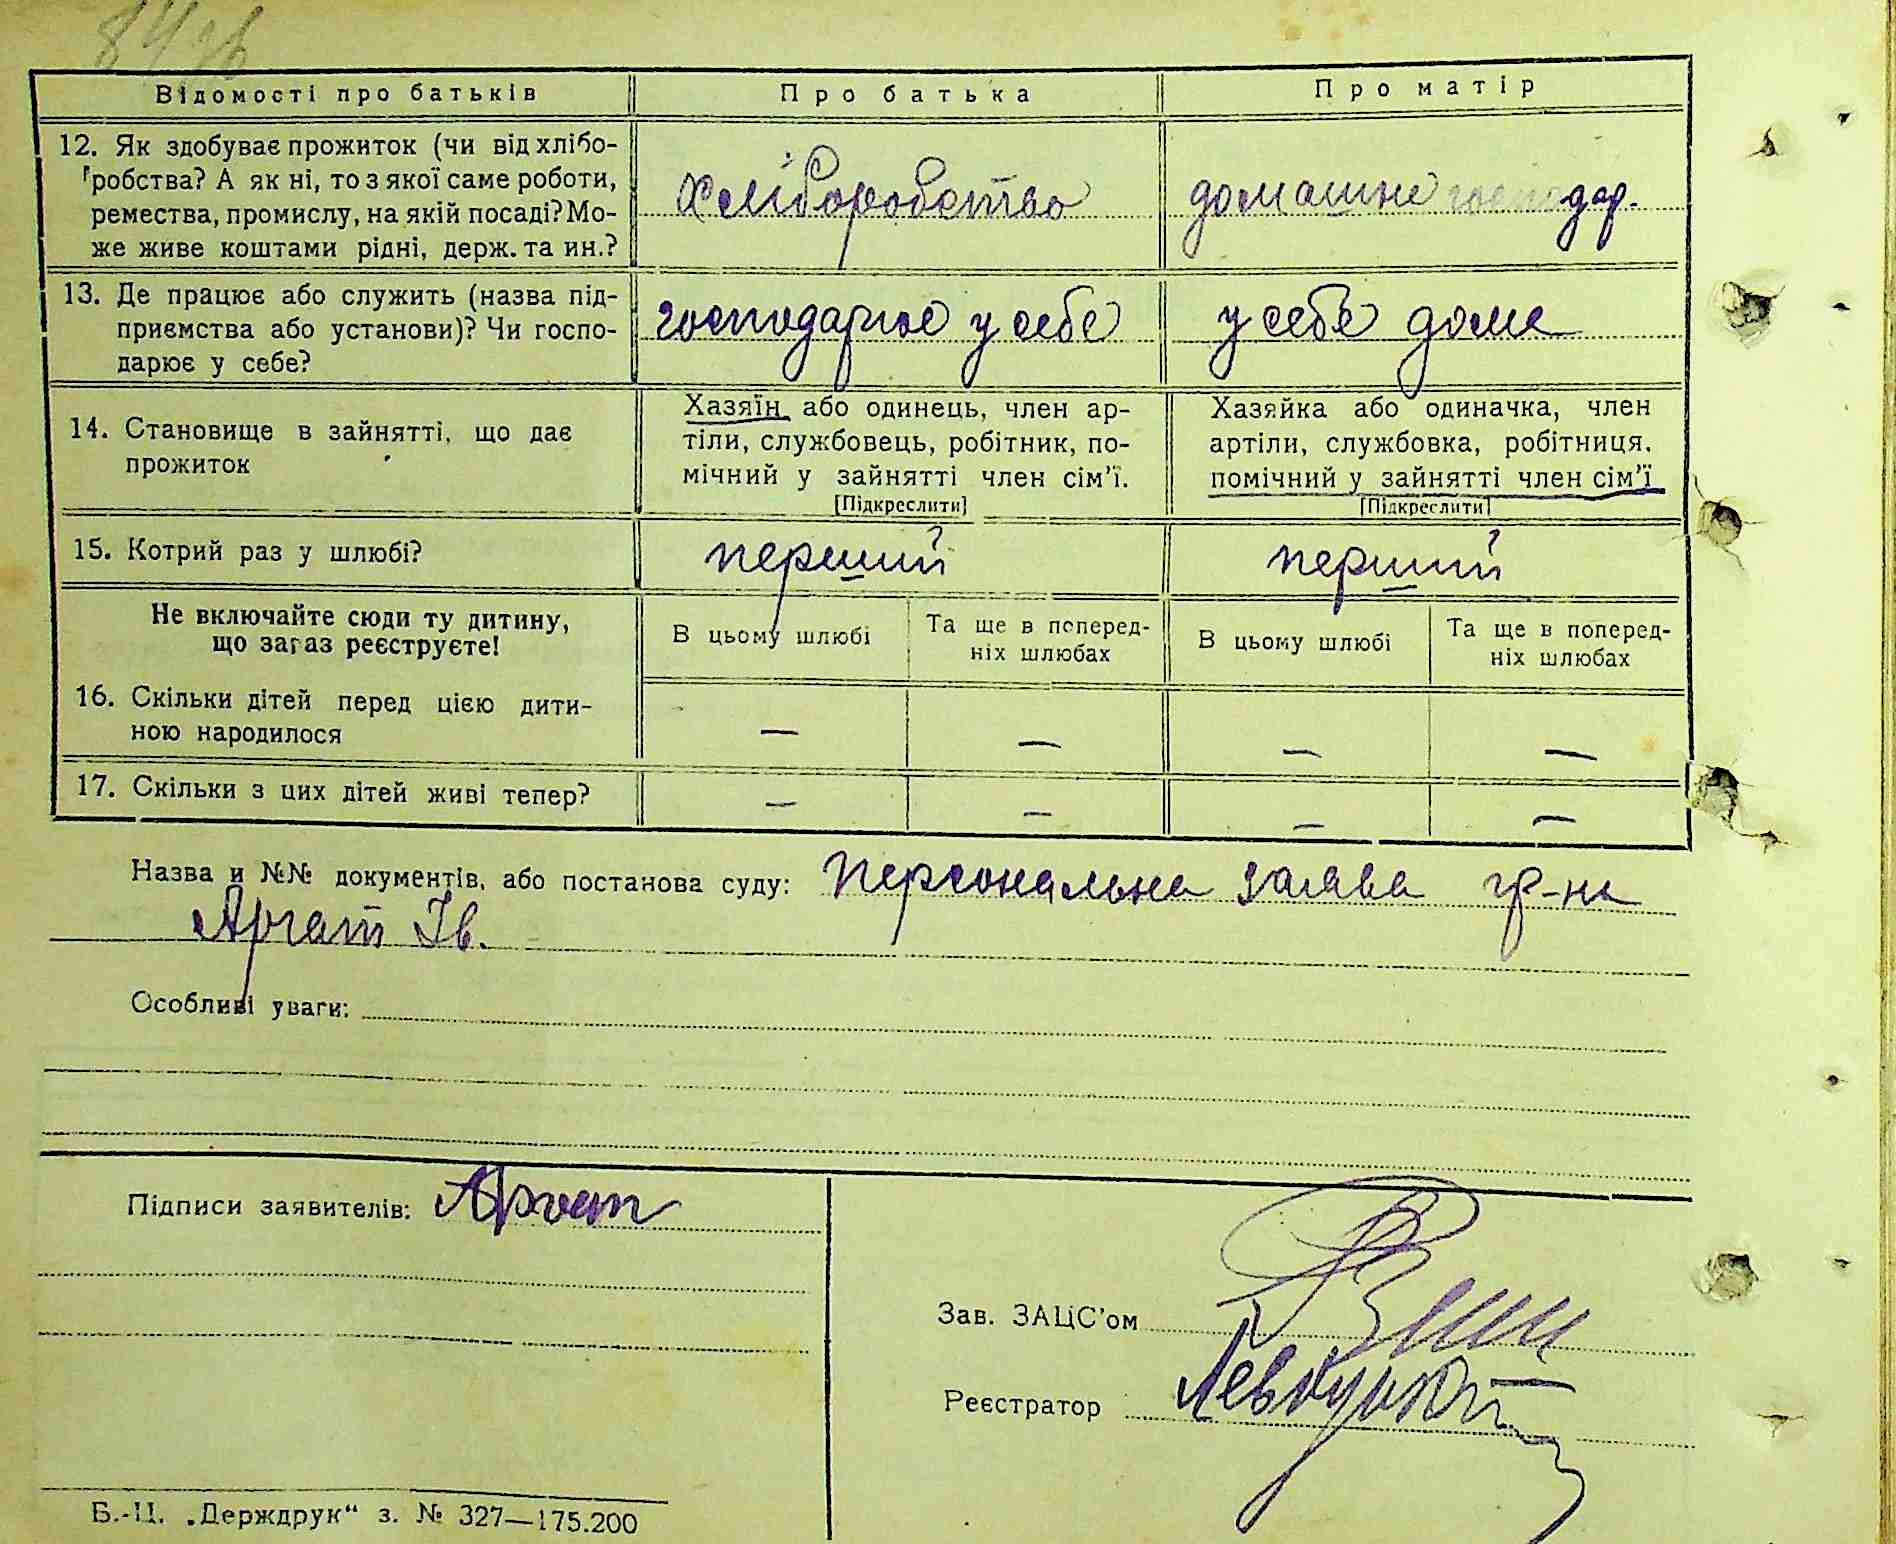 84 зв
Відомості про батьків Про батька Про матір
12. Як здобуває прожиток (чи від хлібо-
робства? А як ні, то з якої саме роботи,
ремества, промислу, на якій посаді? Мо-
же живе коштами рідні, держ. та ин.?
хліборобство
домашнє господар.
13. Де працює або служить (назва під-
приємства або установи)? Чи госпо-
дарює у себе?
господарює у себе
у себе доме
14. Становище в зайнятті, що дає
прожиток
Хазяїн або одинець, член ар-
тіли, службовець, робітник, по-
мічний у зайнятті член сім'ї.
[Підкреслити]
Хазяйка або одиначка, член
артіли, службовка, робітниця,
помічний у зайнятті член сім'ї
[Підкреслити]
15. Котрий раз у шлюбі? перший перший
Не включайте сюди ту дитину,
що зараз реєструєте!
В цьому шлюбі
Та ще в поперед-
ніх шлюбах
В цьому шлюбі
Та ще в поперед-
ніх шлюбах
16. Скільки дітей перед цією дити-
ною народилося
— — — —
17. Скільки з цих дітей живі тепер? — — — —
Назва и №№ документів, або постанова суду: Персональна заява гр-на
Аргат Ів.
Особливі уваги:
Підписи заявителів: Аргат
Зав. ЗАЦС'ом
Реєстратор
Б.-Ц. „Держдрук“ з. № 327—175.200